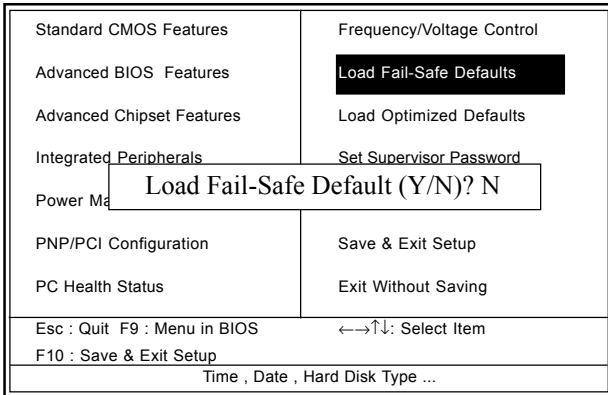 Standard CMOS Features
Frequency/Voltage Control
Advanced BIOS Features
Load Fail-Safe Defaults
Advanced Chipset Features
Load Optimized Defaults
Integrated Peripherals
Set Supervisor Password
Power Ma
Load Fail-Safe Default (Y/N)? N
PNP/PCI Configuration
Save & Exit Setup
PC Health Status
Exit Without Saving
Esc : Quit F9 : Menu in BIOS
←→↑↓: Select Item
F10 : Save & Exit Setup
Time , Date , Hard Disk Type ...